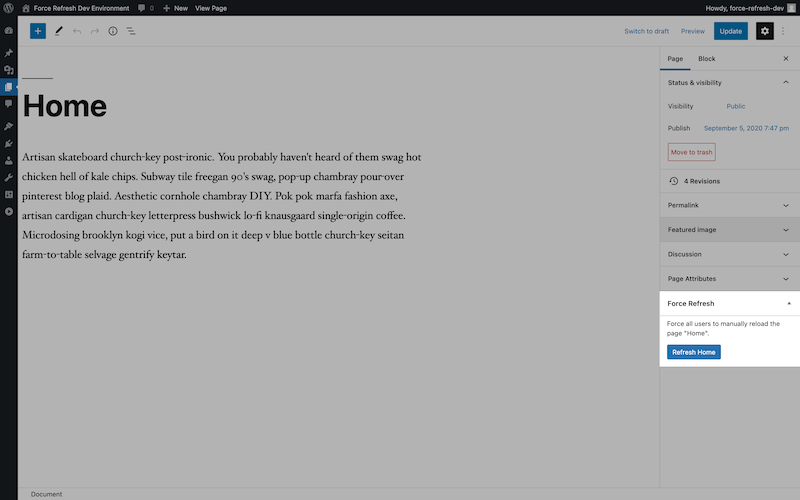 Force Refresh Dev Environment 0 New View Page Howdy, force-refresh-dev
Switch to draft Preview Update
Page Block
Status & visibility
Visibility Public
Publish September 5, 2020 7:47 pm
Move to trash
4 Revisions
Permalink
Featured image
Discussion
Page Attributes
Force Refresh
Force all users to manually reload the
page "Home".
Refresh Home
Home
Artisan skateboard church-key post-ironic. You probably haven't heard of them swag hot
chicken hell of kale chips. Subway tile freegan 90's swag, pop-up chambray pour-over
pinterest blog plaid. Aesthetic cornhole chambray DIY. Pok pok marfa fashion axe,
artisan cardigan church-key letterpress bushwick lo-fi knausgaard single-origin coffee.
Microdosing brooklyn kogi vice, put a bird on it deep v blue bottle church-key seitan
farm-to-table selvage gentrify keytar.
Document